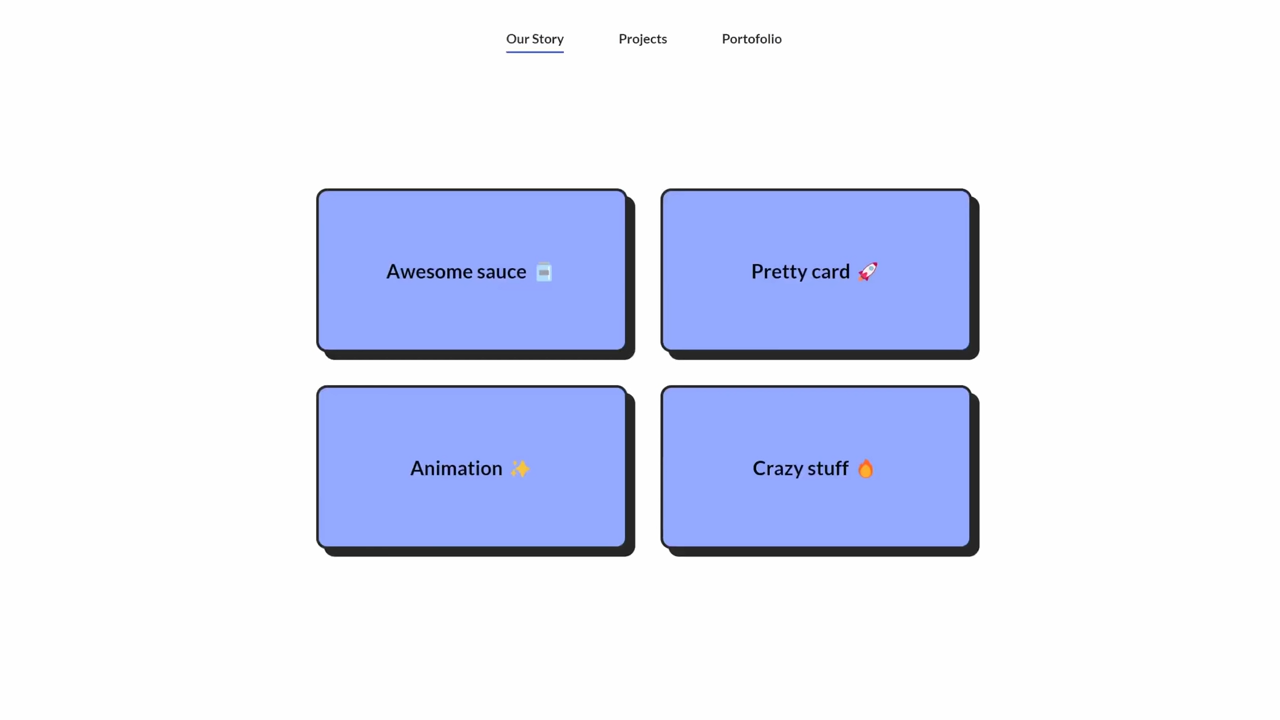 Our Story
Projects
Portofolio
Awesome sauce
Pretty card 🚀
Animation ✨
Crazy stuff 🔥